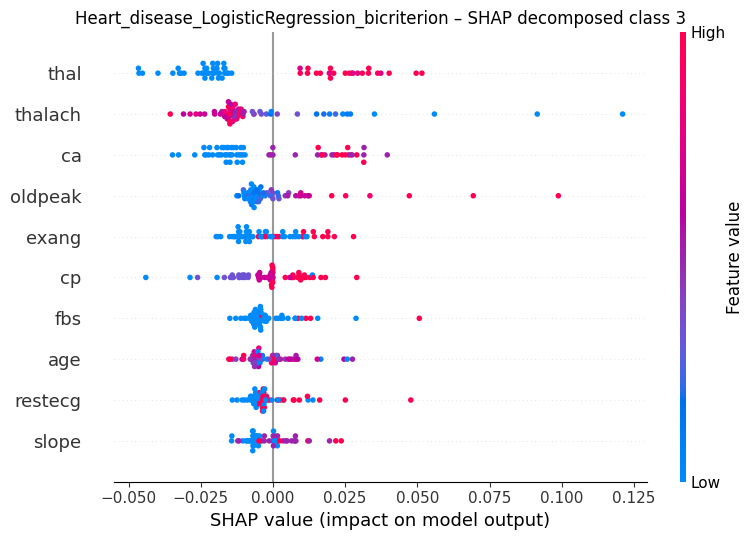 Heart_disease_LogisticRegression_bicriterion – SHAP decomposed class 3
High
thal
thalach
ca
oldpeak
exang
cp
fbs
age
restecg
slope
Feature value
Low
−0.050 −0.025 0.000 0.025 0.050 0.075 0.100 0.125
SHAP value (impact on model output)